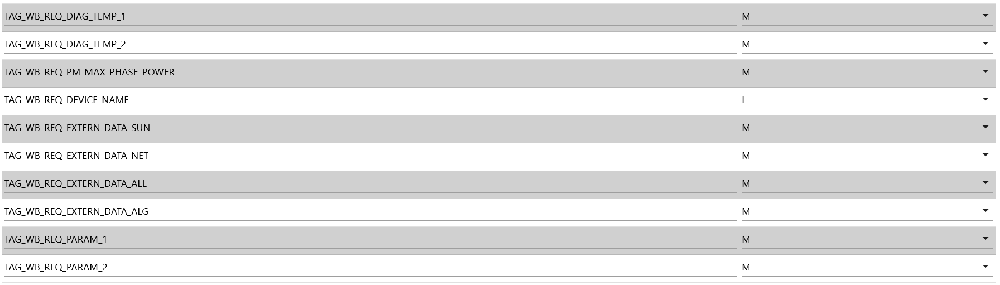 TAG_WB_REQ_DIAG_TEMP_1 M
TAG_WB_REQ_DIAG_TEMP_2 M
TAG_WB_REQ_PM_MAX_PHASE_POWER M
TAG_WB_REQ_DEVICE_NAME L
TAG_WB_REQ_EXTERN_DATA_SUN M
TAG_WB_REQ_EXTERN_DATA_NET M
TAG_WB_REQ_EXTERN_DATA_ALL M
TAG_WB_REQ_EXTERN_DATA_ALG M
TAG_WB_REQ_PARAM_1 M
TAG_WB_REQ_PARAM_2 M